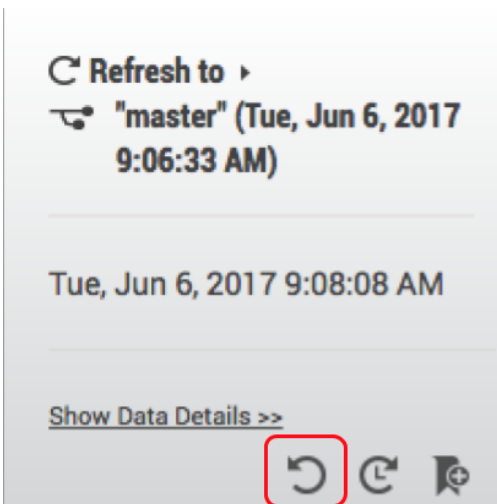 Refresh to
"master" (Tue, Jun 6, 2017
9:06:33 AM)
Tue, Jun 6, 2017 9:08:08 AM
Show Data Details >>